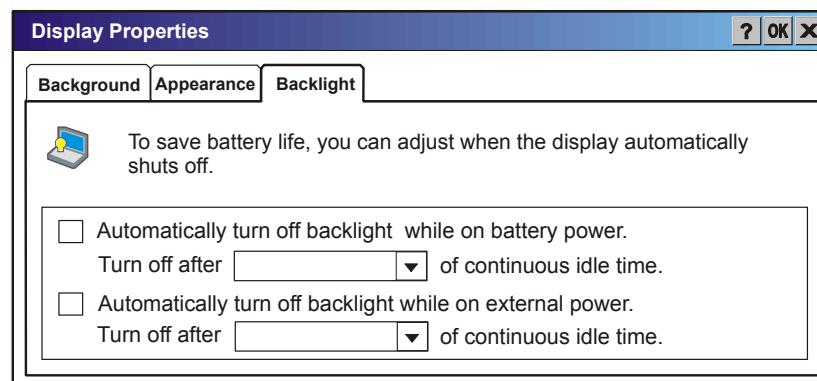 Display Properties ? OK X
Background Appearance Backlight
To save battery life, you can adjust when the display automatically
shuts off.
Automatically turn off backlight while on battery power.
Turn off after of continuous idle time.
Automatically turn off backlight while on external power.
Turn off after of continuous idle time.